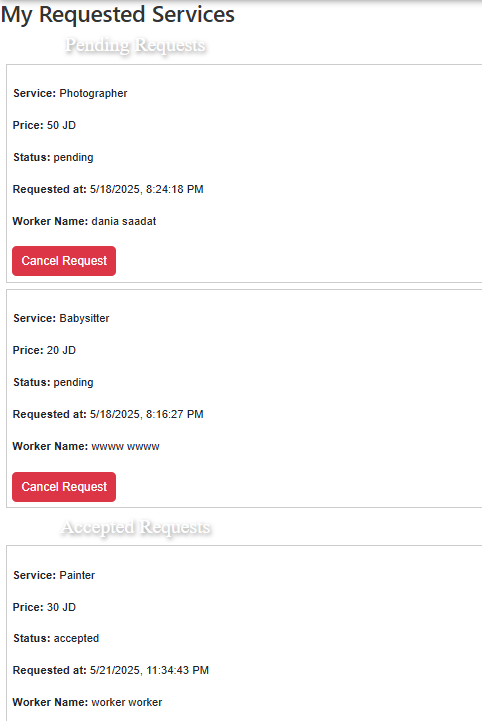 My Requested Services
Pending Requests
Service: Photographer
Price: 50 JD
Status: pending
Requested at: 5/18/2025, 8:24:18 PM
Worker Name: dania saadat
Cancel Request
Service: Babysitter
Price: 20 JD
Status: pending
Requested at: 5/18/2025, 8:16:27 PM
Worker Name: wwww wwww
Cancel Request
Accepted Requests
Service: Painter
Price: 30 JD
Status: accepted
Requested at: 5/21/2025, 11:34:43 PM
Worker Name: worker worker